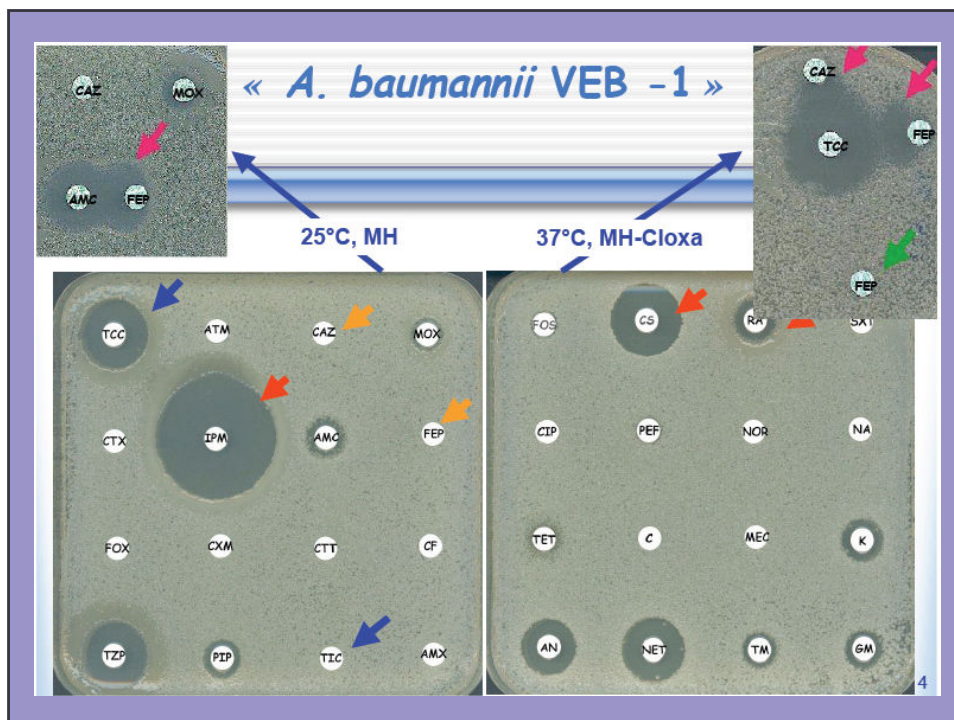 « A. baumannii VEB -1 »
CAZ
MOX
AMC
FEP
CAZ
FEP
TCC
FEP
25°C, MH
37°C, MH-Cloxa
TCC
ATM
CAZ
MOX
CTX
IPM
AMC
FEP
FOX
CXM
CTT
CF
TZP
PIP
TIC
AMX
FOS
CS
RA
SXT
CIP
PEF
NOR
NA
TET
C
MEC
K
AN
NET
TM
GM
4